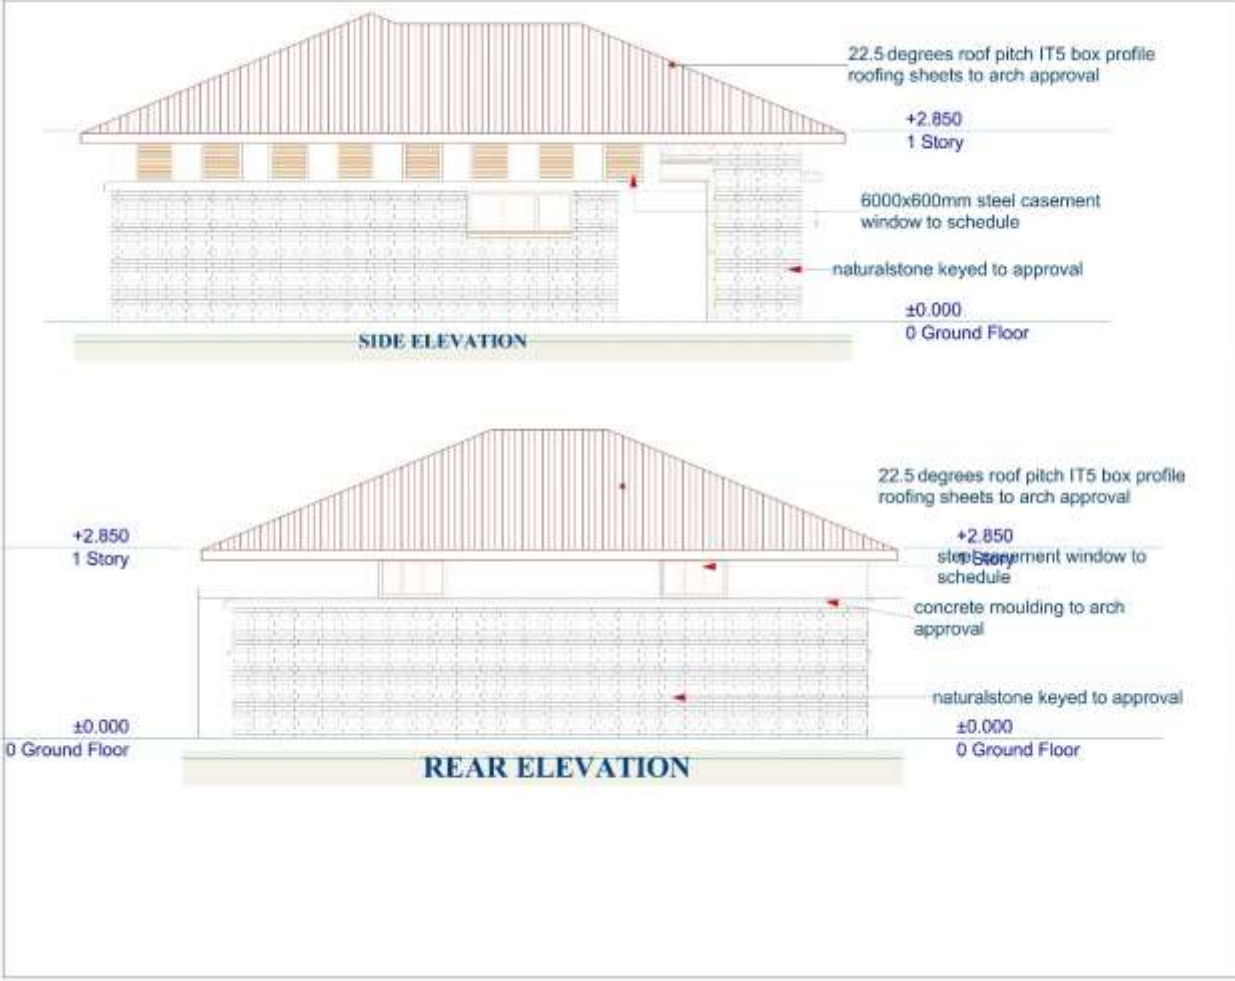 22.5 degrees roof pitch IT5 box profile
roofing sheets to arch approval
+2.850
1 Story
6000x600mm steel casement
window to schedule
naturalstone keyed to approval
±0.000
0 Ground Floor
SIDE ELEVATION
22.5 degrees roof pitch IT5 box profile
roofing sheets to arch approval
+2.850
1 Story
+2.850
1 Story
steel casement window to
schedule
concrete moulding to arch
approval
naturalstone keyed to approval
±0.000
0 Ground Floor
±0.000
0 Ground Floor
REAR ELEVATION